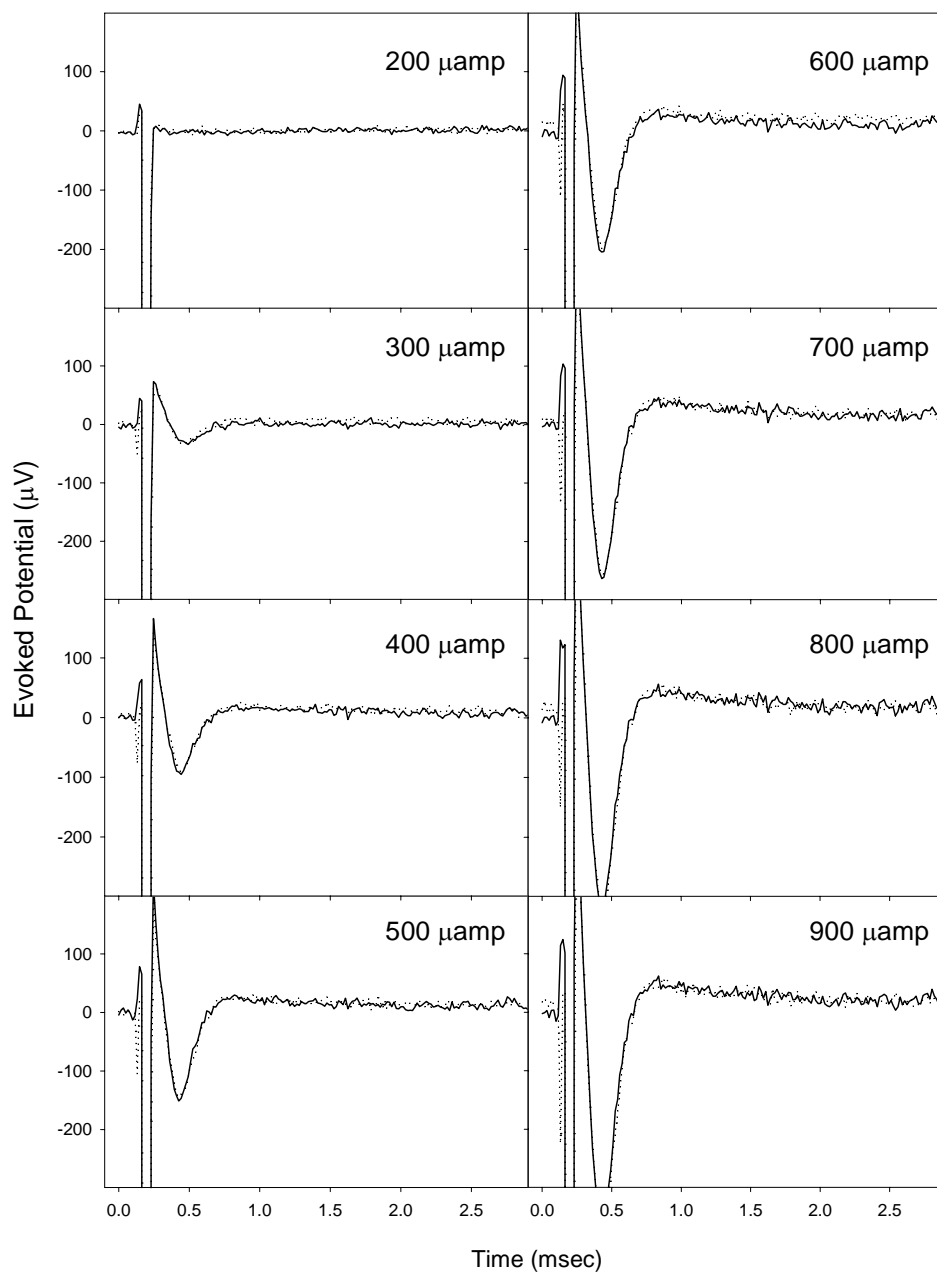 200 μamp
600 μamp
100
0
-100
-200
300 μamp
700 μamp
100
0
-100
-200
400 μamp
800 μamp
100
0
-100
-200
500 μamp
900 μamp
100
0
-100
-200
Evoked Potential (μV)
0.0 0.5 1.0 1.5 2.0 2.5 0.0 0.5 1.0 1.5 2.0 2.5
Time (msec)